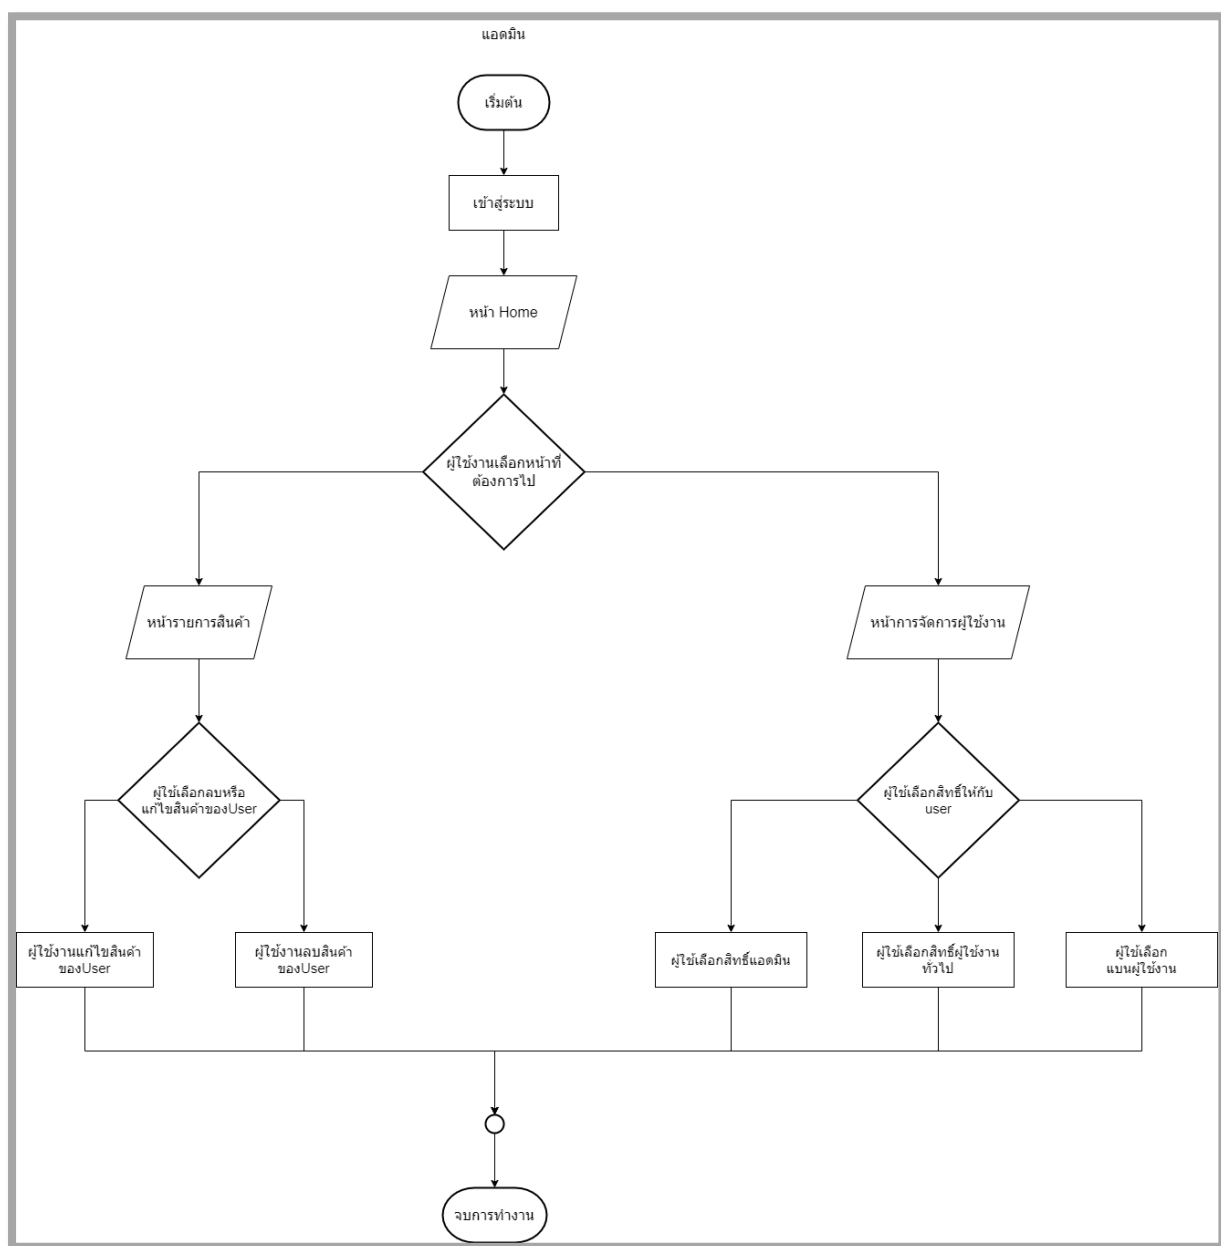 แอดมิน
เริ่มต้น
เข้าสู่ระบบ
หน้า Home
ผู้ใช้งานเลือกหน้าที่
ต้องการไป
หน้ารายการสินค้า
หน้าการจัดการผู้ใช้งาน
ผู้ใช้เลือกลบหรือ
แก้ไขสินค้าของUser
ผู้ใช้เลือกสิทธิ์ให้กับ
user
ผู้ใช้งานแก้ไขสินค้า
ของUser
ผู้ใช้งานลบสินค้า
ของUser
ผู้ใช้เลือกสิทธิ์แอดมิน
ผู้ใช้เลือกสิทธิ์ผู้ใช้งาน
ทั่วไป
ผู้ใช้เลือก
แบนผู้ใช้งาน
จบการทำงาน